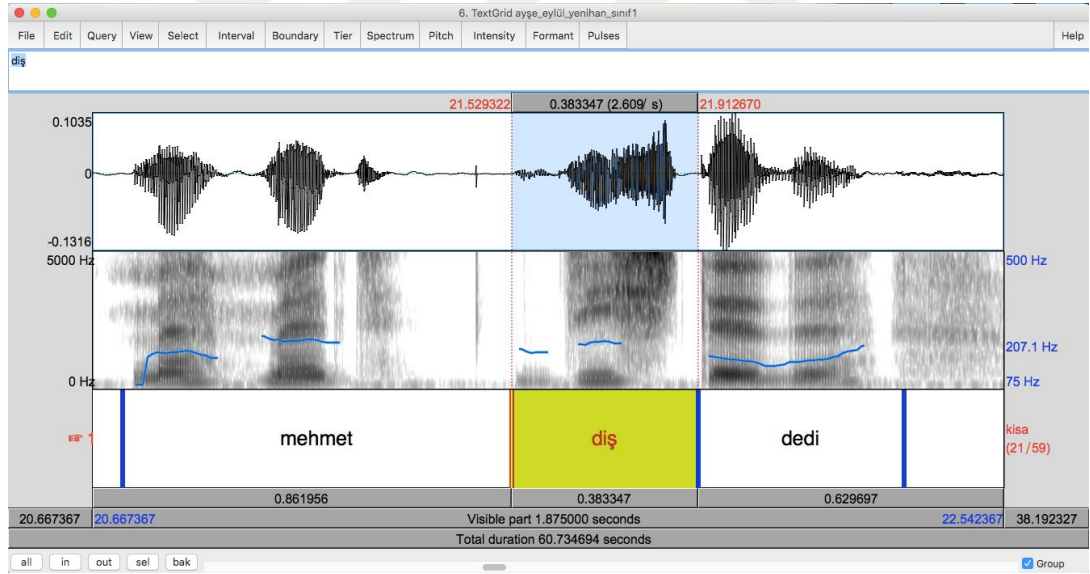 6. TextGrid ayşe_eylül_yenihan_sınıf1
File Edit Query View Select Interval Boundary Tier Spectrum Pitch Intensity Formant Pulses Help
diş
21.529322 0.383347 (2.609/ s) 21.912670
0.1035
0
-0.1316
5000 Hz 500 Hz
207.1 Hz
0 Hz 75 Hz
1 mehmet diş dedi kisa
(21/59)
0.861956 0.383347 0.629697
20.667367 20.667367 Visible part 1.875000 seconds 22.542367 38.192327
Total duration 60.734694 seconds
all in out sel bak Group